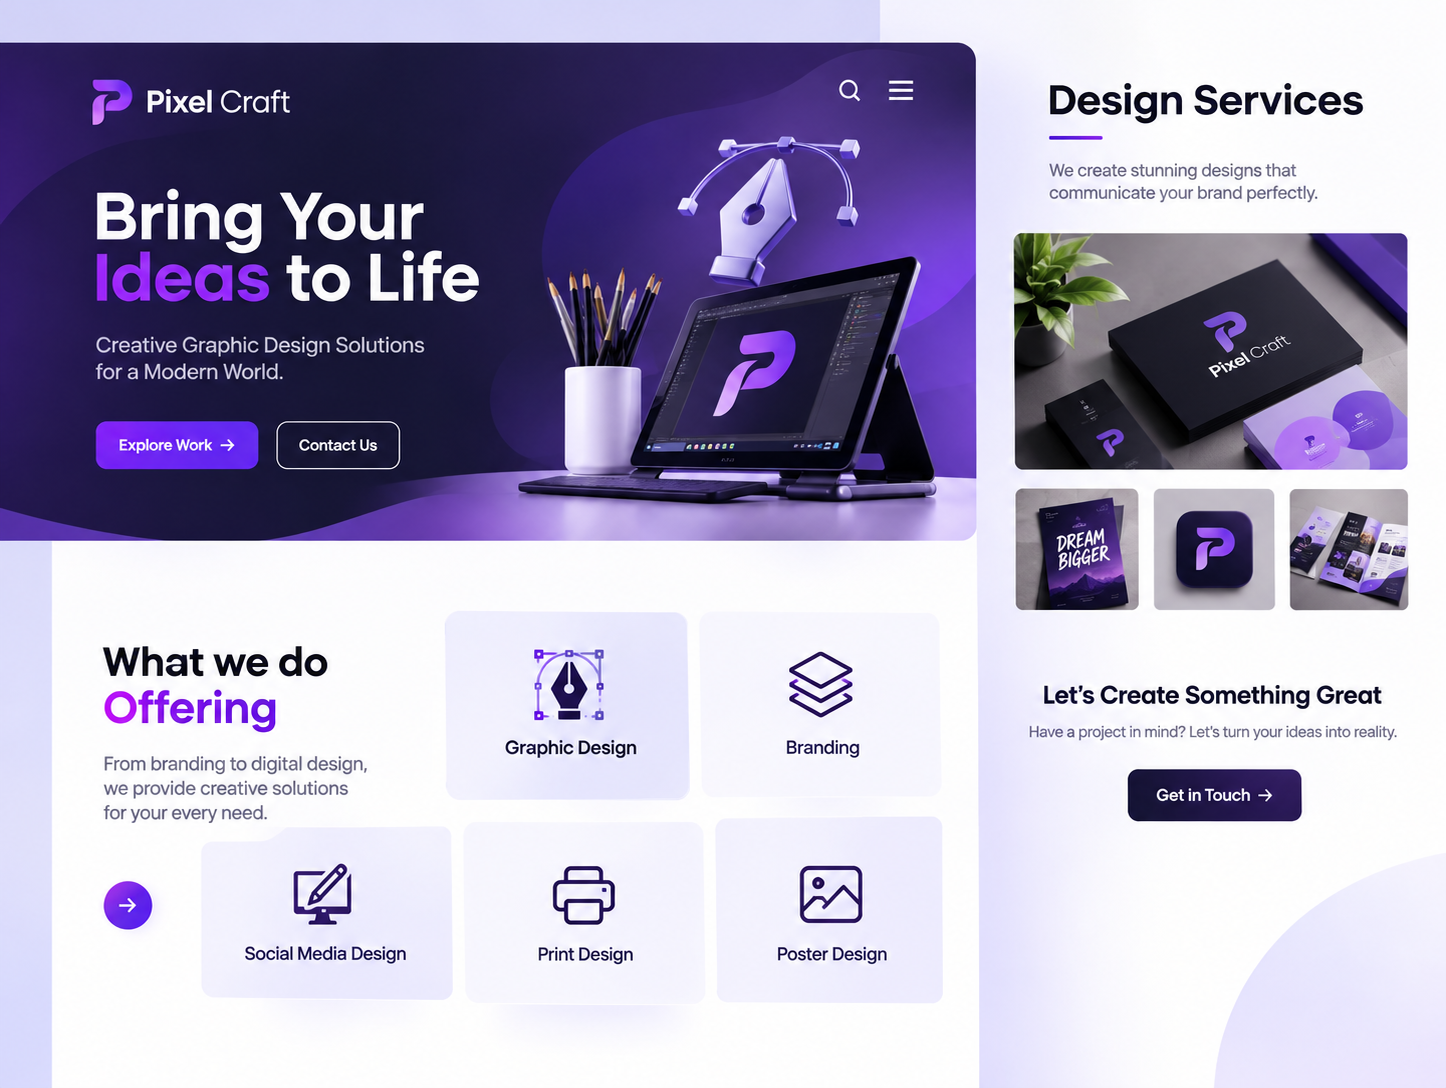 Pixel Craft
Bring Your
Ideas to Life
Creative Graphic Design Solutions
for a Modern World.
Explore Work →
Contact Us
What we do
Offering
From branding to digital design,
we provide creative solutions
for your every need.
Graphic Design
Branding
Social Media Design
Print Design
Poster Design
Design Services
We create stunning designs that
communicate your brand perfectly.
Pixel Craft
DREAM
BIGGER
Let's Create Something Great
Have a project in mind? Let's turn your ideas into reality.
Get in Touch →